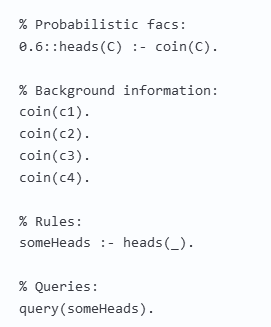 % Probabilistic facs:
0.6::heads(C) :- coin(C).
% Background information:
coin(c1).
coin(c2).
coin(c3).
coin(c4).
% Rules:
someHeads :- heads(_).
% Queries:
query(someHeads).